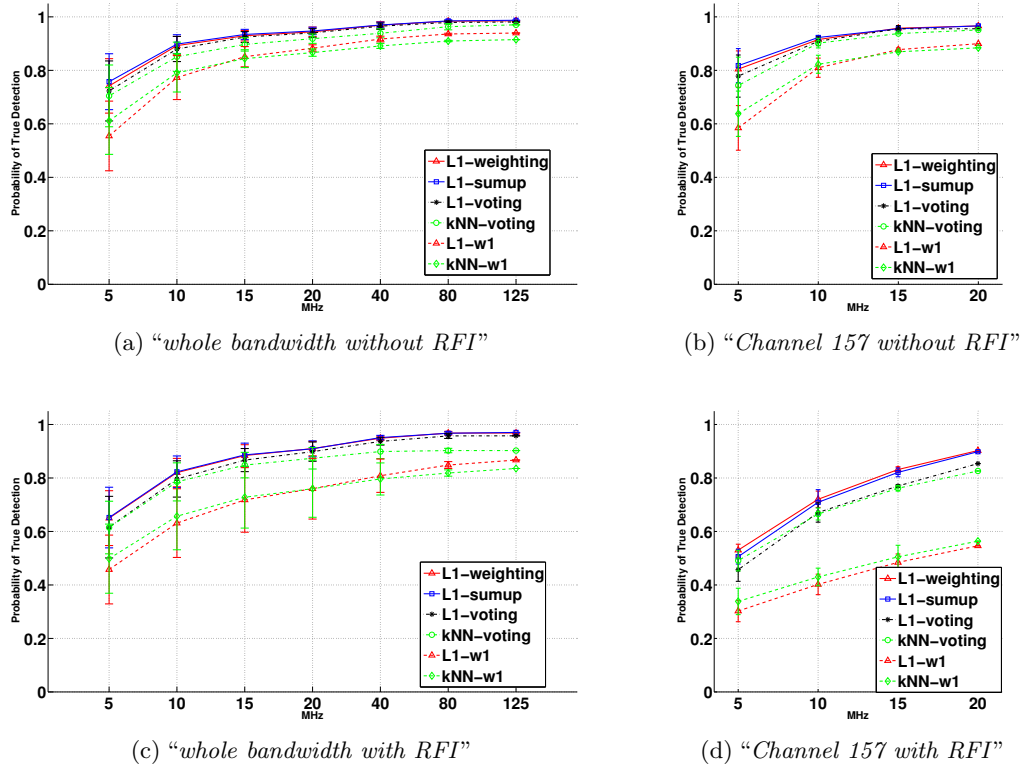 1
0.8
0.6
0.4
0.2
0
Probability of True Detection
5 10 15 20 40 80 125
MHz
L1−weighting
L1−sumup
L1−voting
kNN−voting
L1−w1
kNN−w1
(a) “whole bandwidth without RFI”
1
0.8
0.6
0.4
0.2
0
Probability of True Detection
5 10 15 20
MHz
L1−weighting
L1−sumup
L1−voting
kNN−voting
L1−w1
kNN−w1
(b) “Channel 157 without RFI”
1
0.8
0.6
0.4
0.2
0
Probability of True Detection
5 10 15 20 40 80 125
MHz
L1−weighting
L1−sumup
L1−voting
kNN−voting
L1−w1
kNN−w1
(c) “whole bandwidth with RFI”
1
0.8
0.6
0.4
0.2
0
Probability of True Detection
5 10 15 20
MHz
L1−weighting
L1−sumup
L1−voting
kNN−voting
L1−w1
kNN−w1
(d) “Channel 157 with RFI”